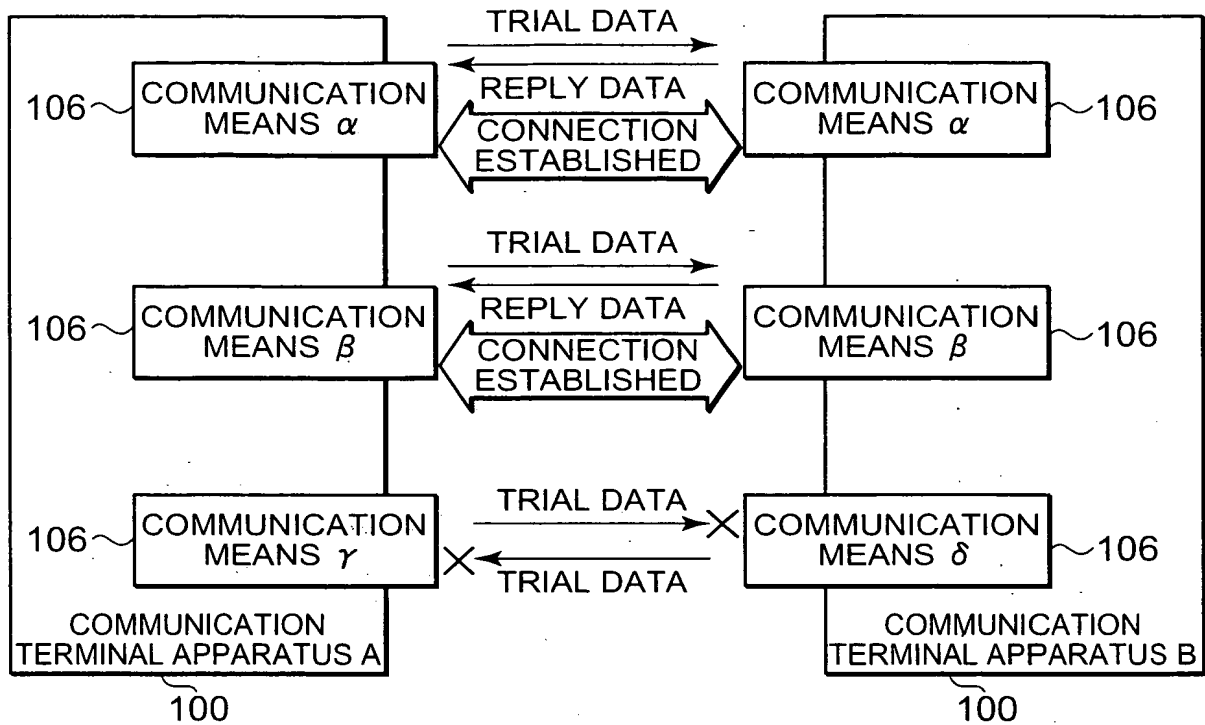 TRIAL DATA
106
COMMUNICATION
MEANS α
REPLY DATA
CONNECTION
ESTABLISHED
COMMUNICATION
MEANS α
106
TRIAL DATA
106
COMMUNICATION
MEANS β
REPLY DATA
CONNECTION
ESTABLISHED
COMMUNICATION
MEANS β
106
TRIAL DATA
106
COMMUNICATION
MEANS γ
TRIAL DATA
COMMUNICATION
MEANS δ
106
COMMUNICATION
TERMINAL APPARATUS A
100
COMMUNICATION
TERMINAL APPARATUS B
100